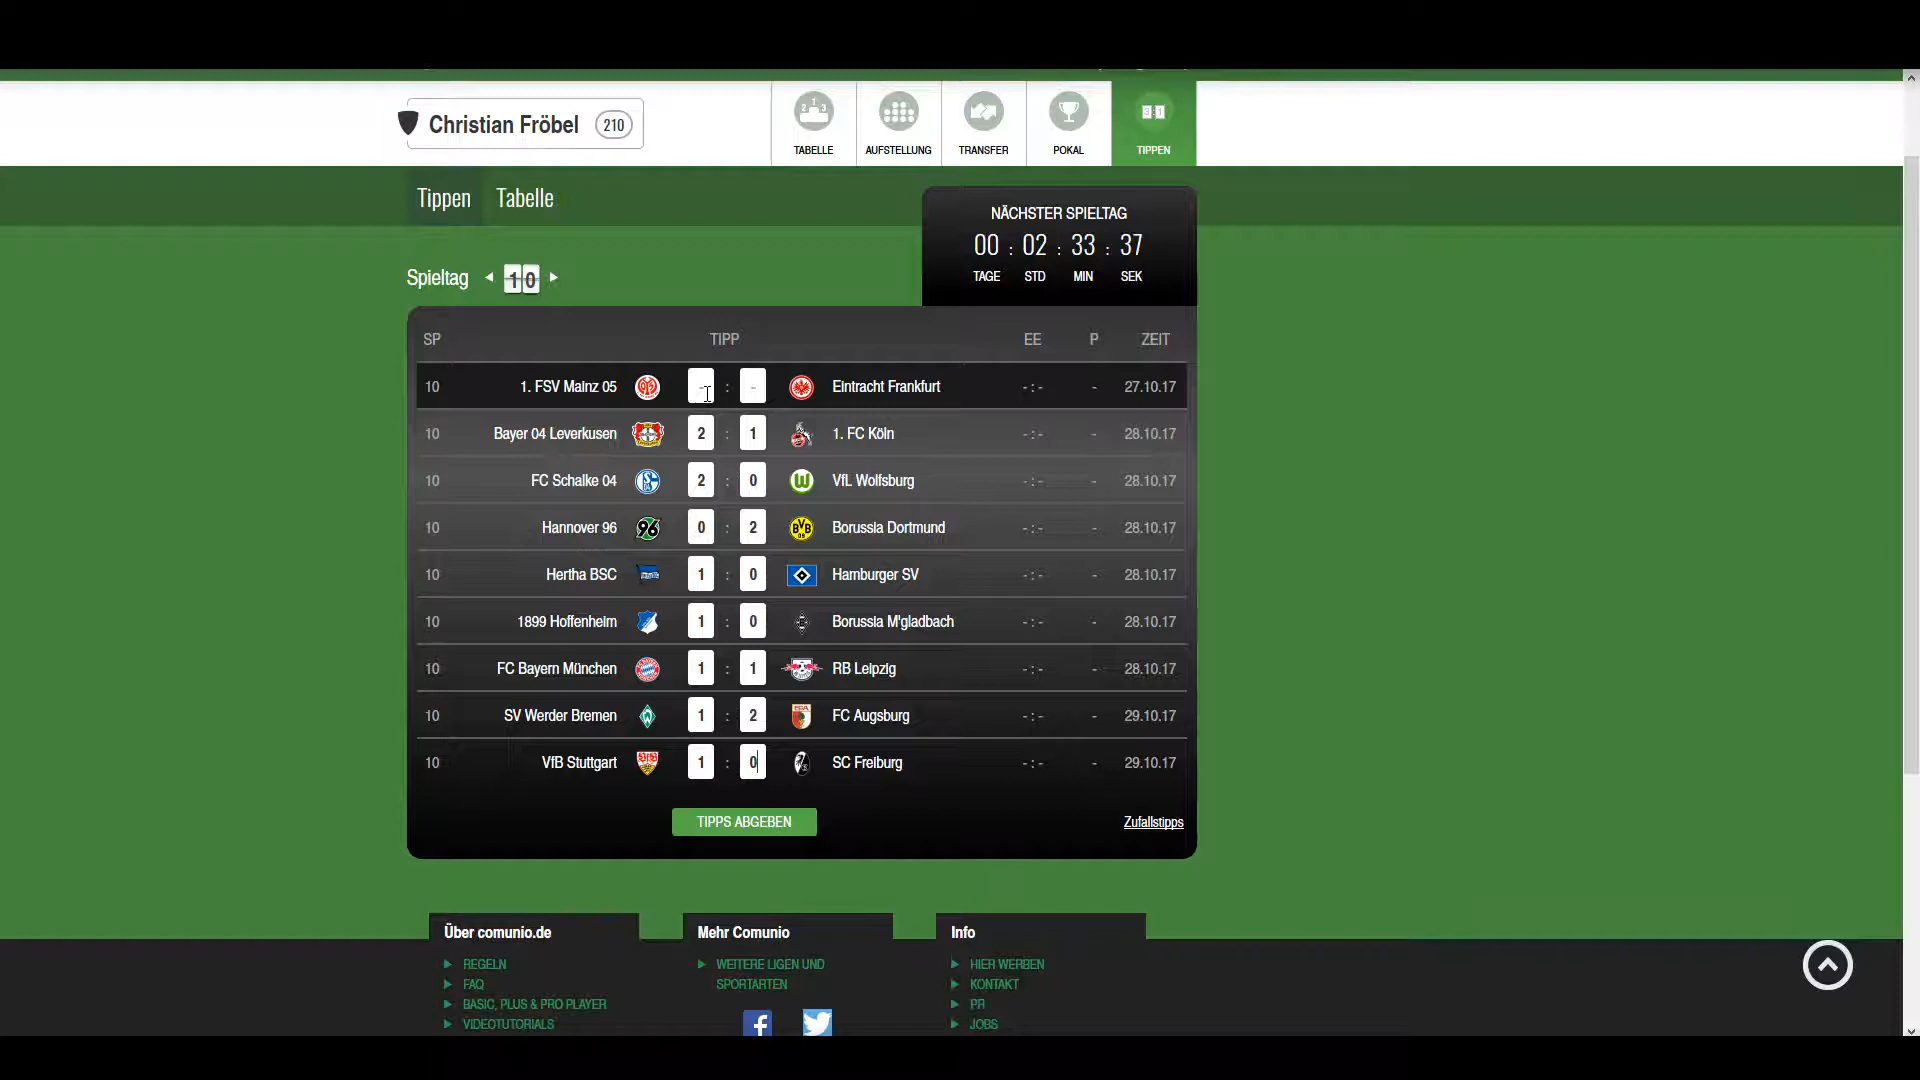 Christian Fröbel 210
TABELLE AUFSTELLUNG TRANSFER POKAL TIPPEN
Tippen Tabelle
NÄCHSTER SPIELTAG
00 : 02 : 33 : 37
TAGE STD MIN SEK
Spieltag 10
SP TIPP EE P ZEIT
10 1. FSV Mainz 05 - : - Eintracht Frankfurt - : - - 27.10.17
10 Bayer 04 Leverkusen 2 : 1 1. FC Köln - : - - 28.10.17
10 FC Schalke 04 2 : 0 VfL Wolfsburg - : - - 28.10.17
10 Hannover 96 0 : 2 Borussia Dortmund - : - - 28.10.17
10 Hertha BSC 1 : 0 Hamburger SV - : - - 28.10.17
10 1899 Hoffenheim 1 : 0 Borussia M'gladbach - : - - 28.10.17
10 FC Bayern München 1 : 1 RB Leipzig - : - - 28.10.17
10 SV Werder Bremen 1 : 2 FC Augsburg - : - - 29.10.17
10 VfB Stuttgart 1 : 0 SC Freiburg - : - - 29.10.17
TIPPS ABGEBEN Zufallstipps
Über comunio.de
REGELN
FAQ
BASIC, PLUS & PRO PLAYER
VIDEOTUTORIALS
Mehr Comunio
WEITERE LIGEN UND
SPORTARTEN
Info
HIER WERBEN
KONTAKT
PR
JOBS